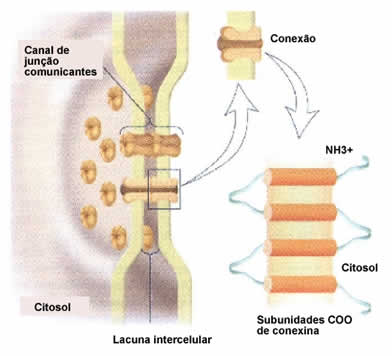 Canal de
junção
comunicantes
Conexão
NH3+
Citosol
Citosol
Subunidades COO
de conexina
Lacuna intercelular